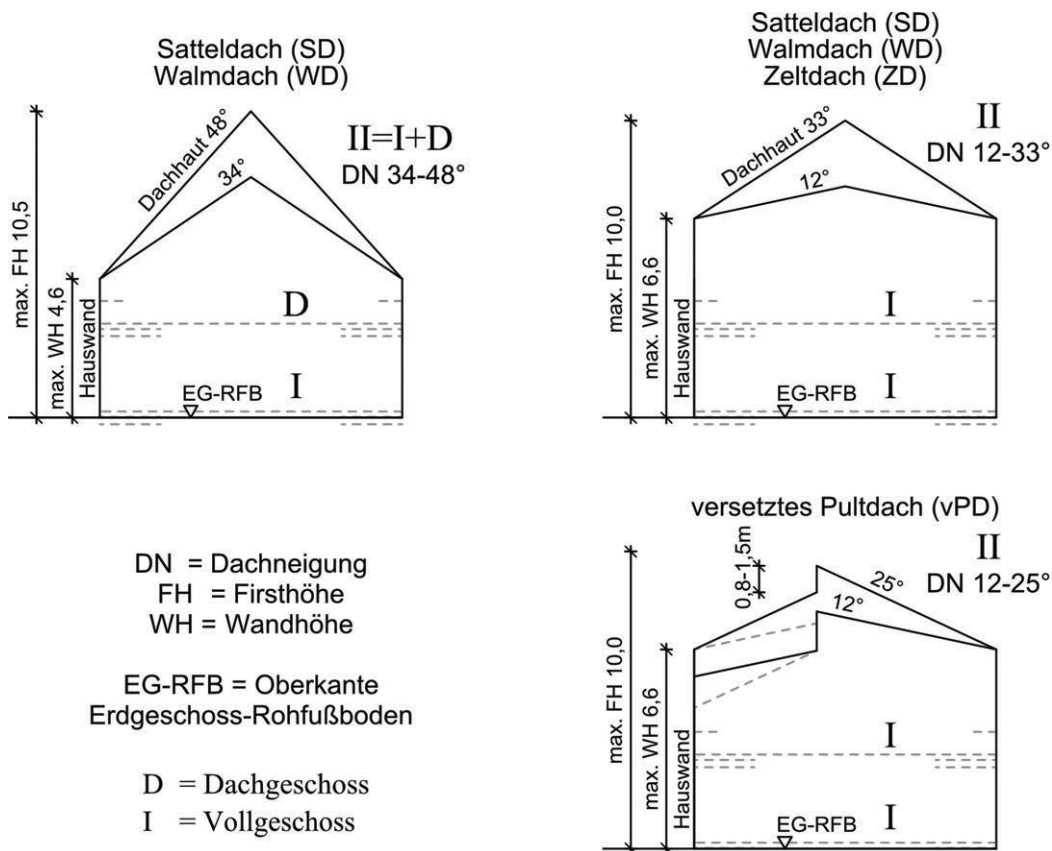 Satteldach (SD)
Walmdach (WD)
II=I+D
DN 34-48°
Dachhaut 48°
34°
max. FH 10,5
max. WH 4,6
Hauswand
D
I
EG-RFB
Satteldach (SD)
Walmdach (WD)
Zeltdach (ZD)
II
DN 12-33°
Dachhaut 33°
12°
max. FH 10,0
max. WH 6,6
Hauswand
I
I
EG-RFB
DN = Dachneigung
FH = Firsthöhe
WH = Wandhöhe
EG-RFB = Oberkante
Erdgeschoss-Rohfußboden
D = Dachgeschoss
I = Vollgeschoss
versetztes Pultdach (vPD)
II
DN 12-25°
0,8-1,5m
25°
12°
max. FH 10,0
max. WH 6,6
Hauswand
I
I
EG-RFB